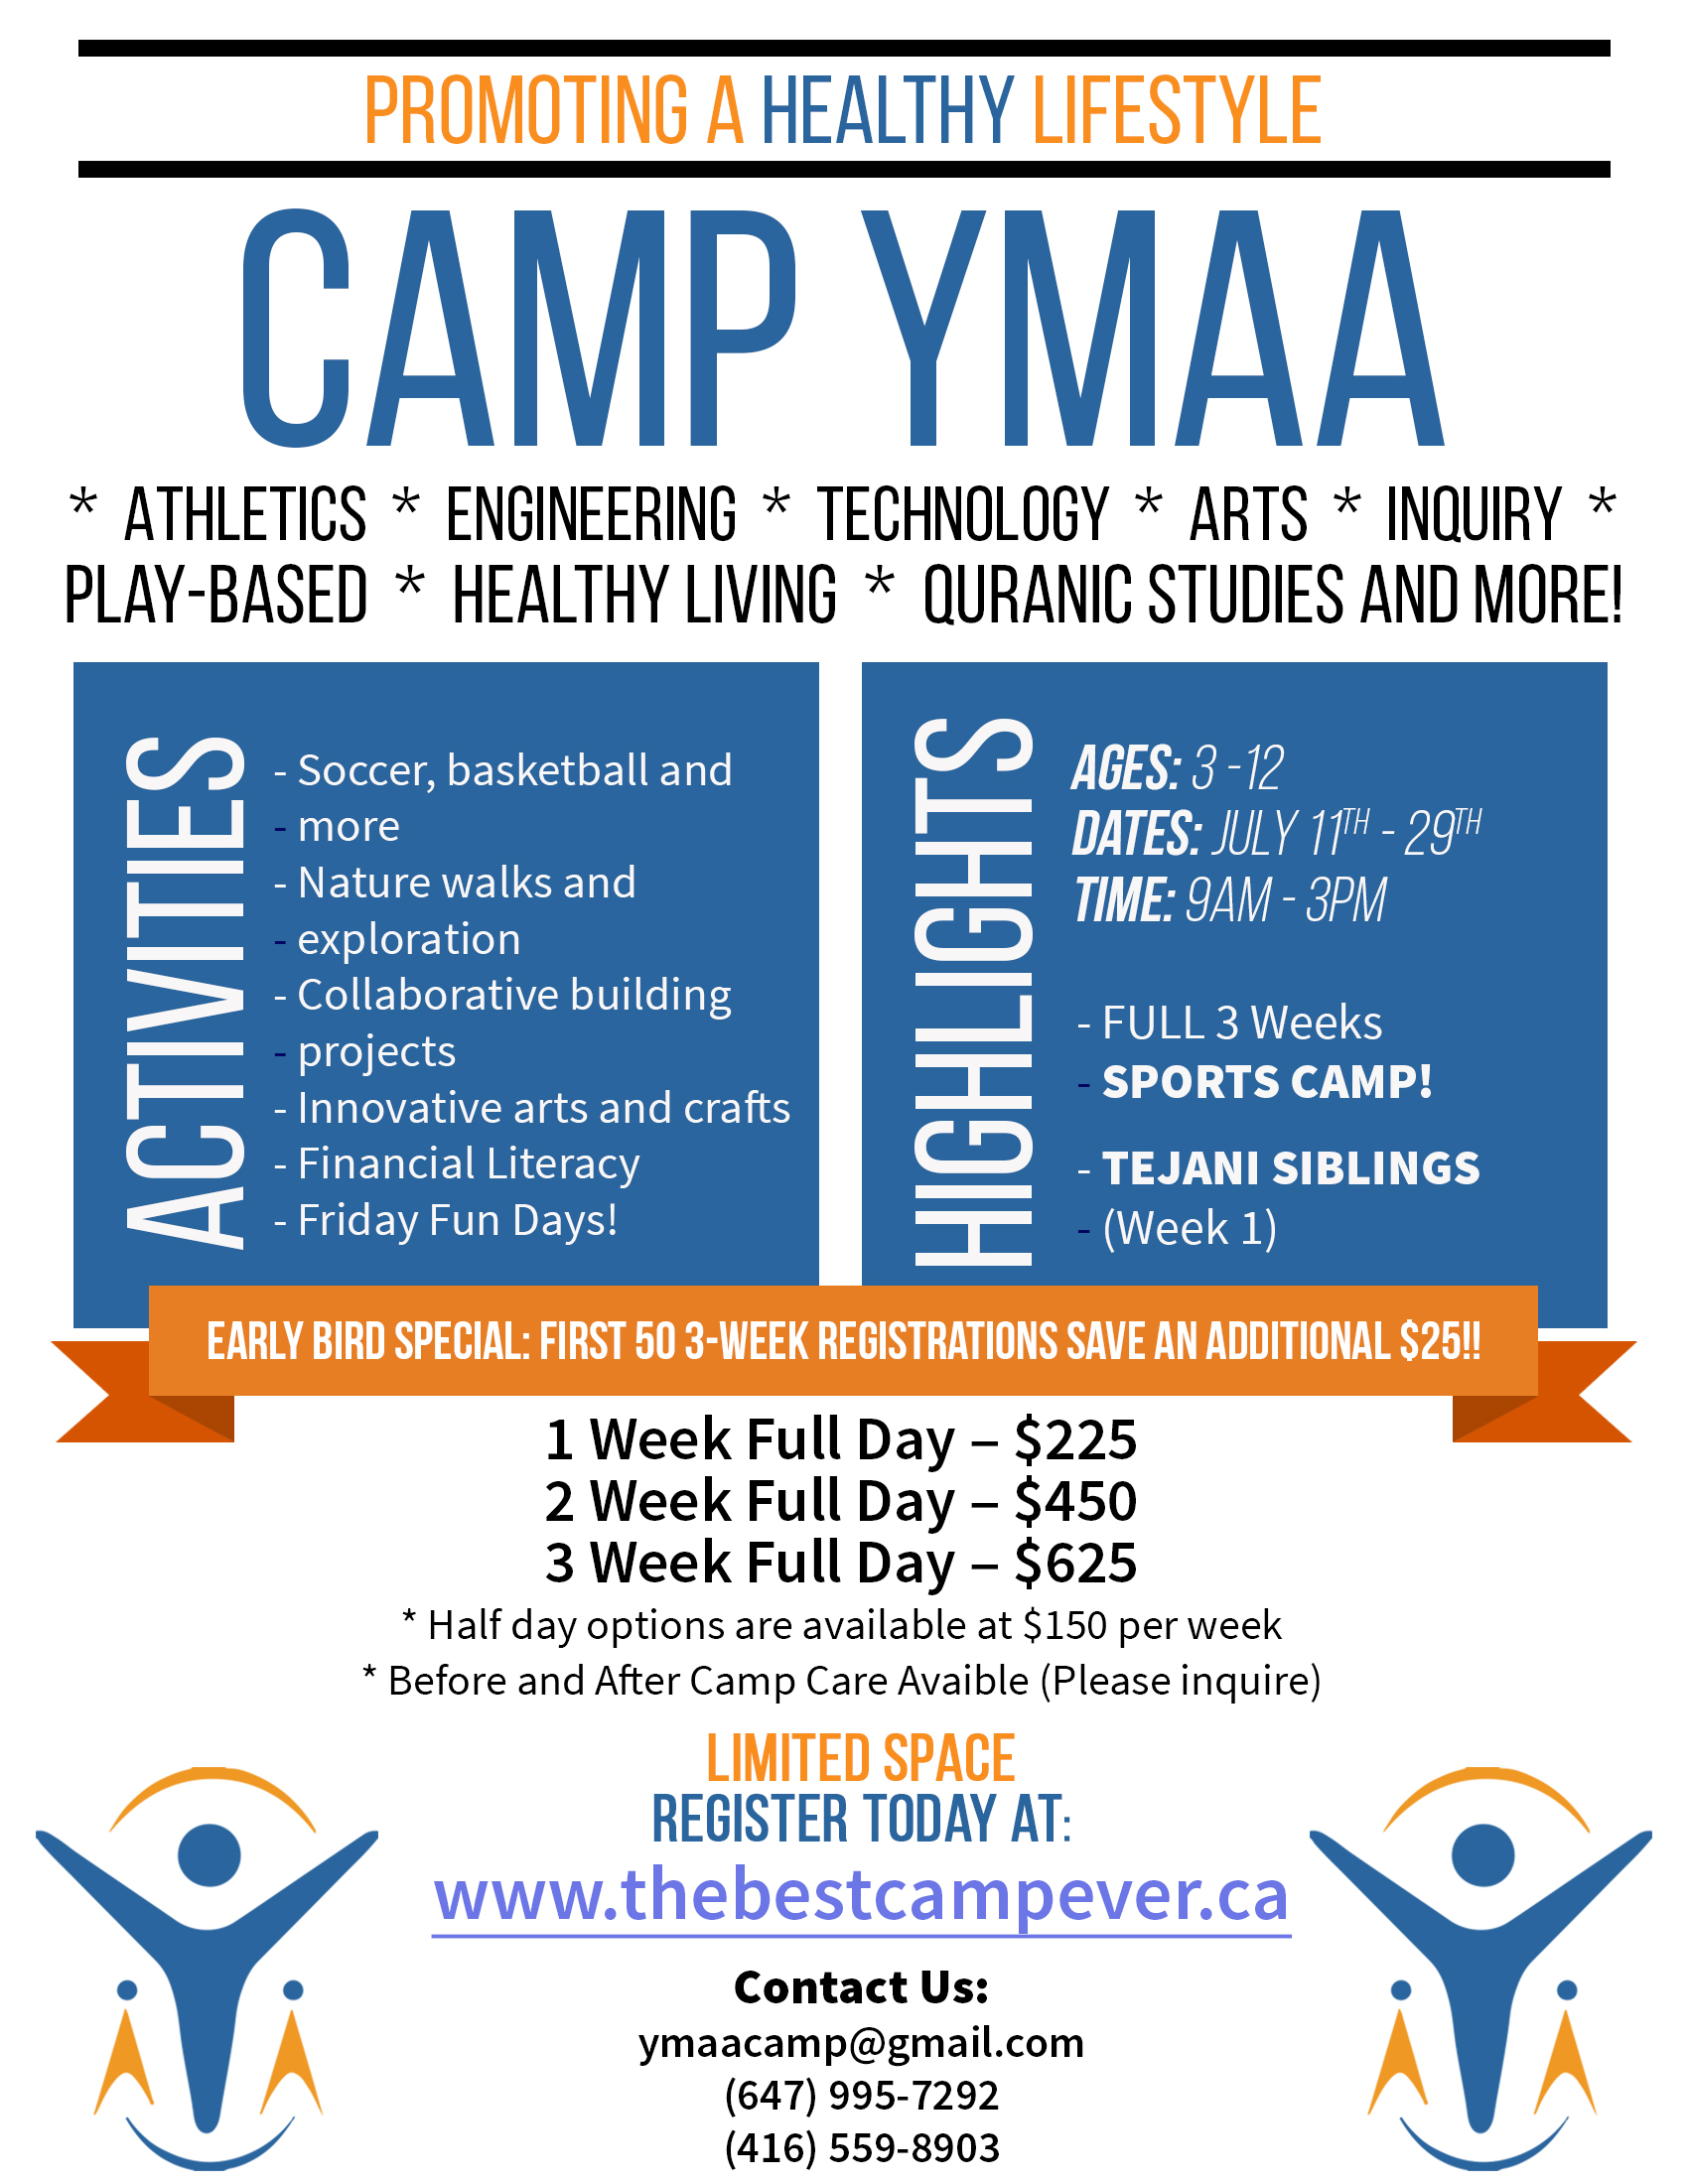 PROMOTING A HEALTHY LIFESTYLE
CAMP YMAA
* ATHLETICS * ENGINEERING * TECHNOLOGY * ARTS * INQUIRY *
PLAY-BASED * HEALTHY LIVING * QURANIC STUDIES AND MORE!
ACTIVITIES
- Soccer, basketball and
- more
- Nature walks and
- exploration
- Collaborative building
- projects
- Innovative arts and crafts
- Financial Literacy
- Friday Fun Days!
HIGHLIGHTS
AGES: 3 -12
DATES: JULY 11TH - 29TH
TIME: 9AM - 3PM
- FULL 3 Weeks
- SPORTS CAMP!
- TEJANI SIBLINGS
- (Week 1)
EARLY BIRD SPECIAL: FIRST 50 3-WEEK REGISTRATIONS SAVE AN ADDITIONAL $25!!
1 Week Full Day – $225
2 Week Full Day – $450
3 Week Full Day – $625
* Half day options are available at $150 per week
* Before and After Camp Care Avaible (Please inquire)
LIMITED SPACE
REGISTER TODAY AT:
www.thebestcampever.ca
Contact Us:
ymaacamp@gmail.com
(647) 995-7292
(416) 559-8903